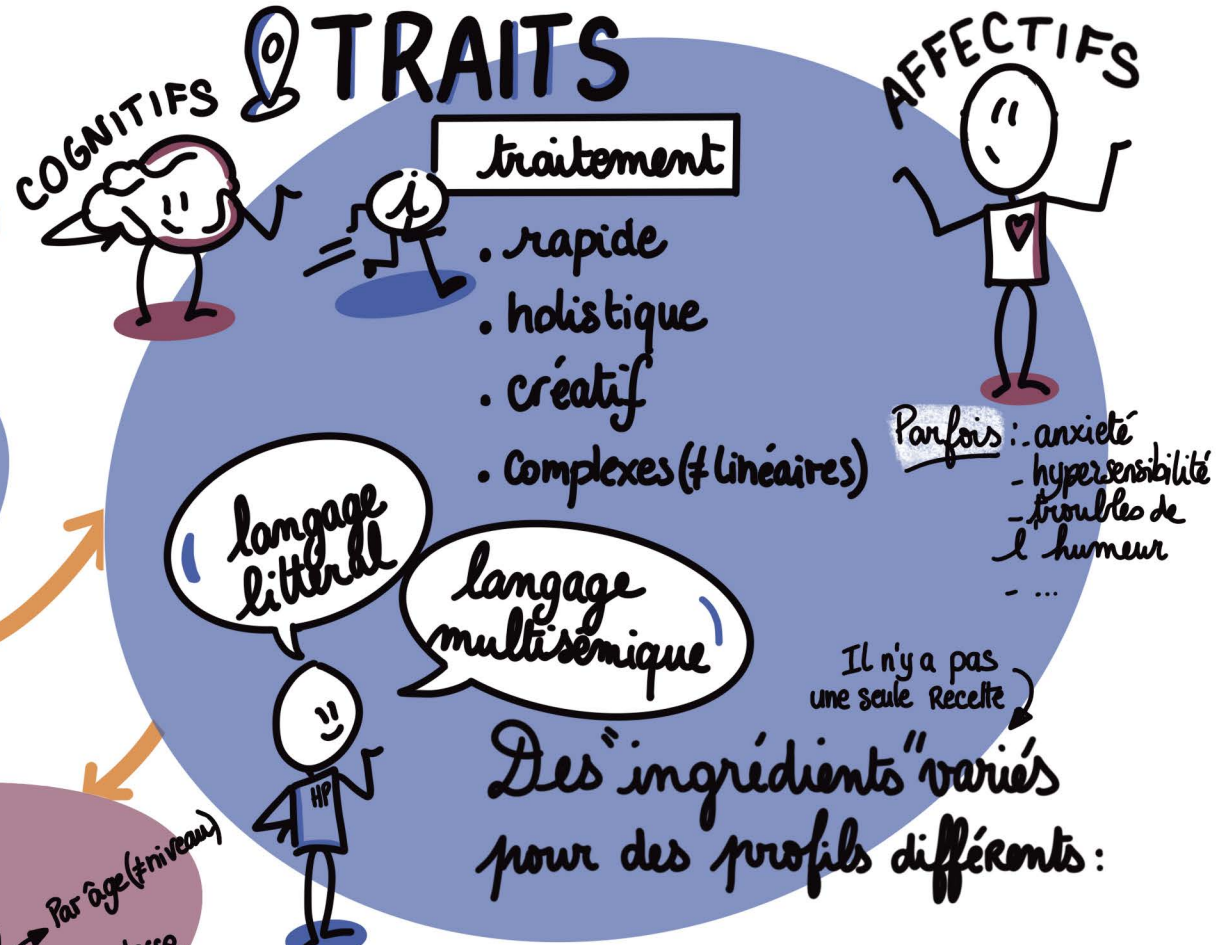 TRAITS
COGNITIFS
AFFECTIFS
traitement
i
. rapide
. holistique
. créatif
. complexes (≠ linéaires)
Parfois : - anxieté
- hypersensibilité
- troubles de
l'humeur
- ...
langage
littéral
langage
multisémique
HP
Il n'y a pas
une seule Recette
Des "ingrédients" variés
pour des profils différents :
Par âge (≠ niveau)